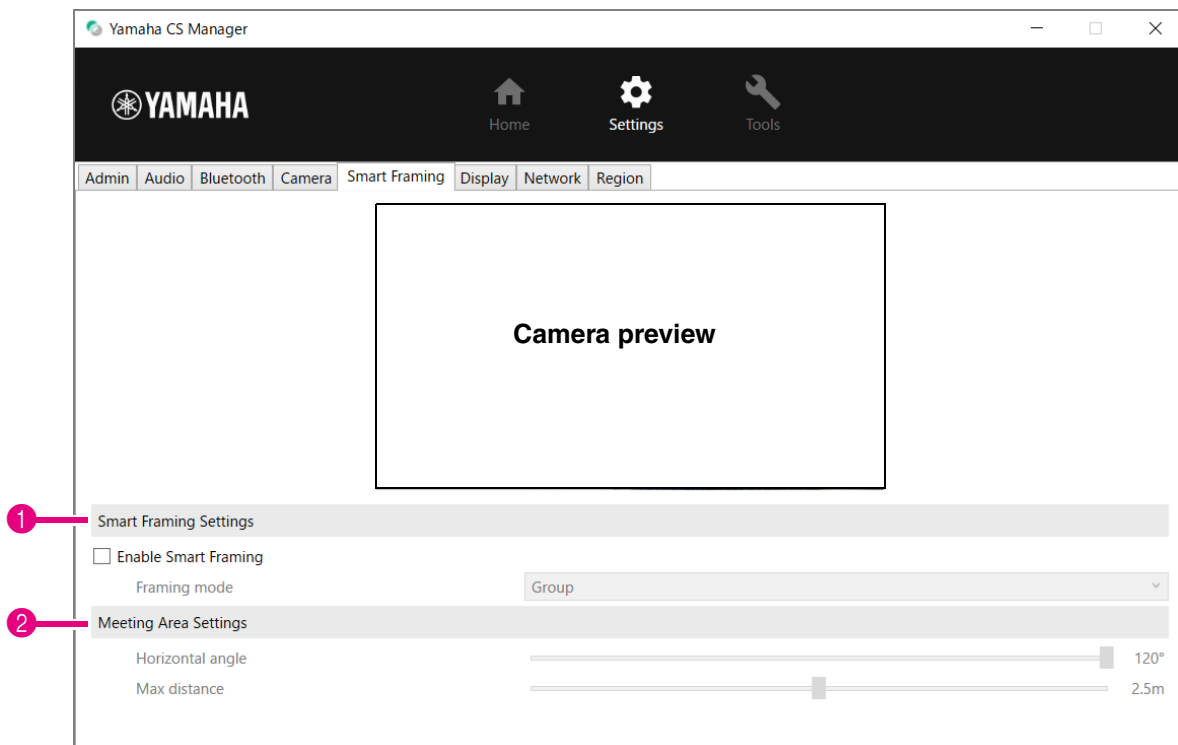 Yamaha CS Manager
YAMAHA
Home Settings Tools
Admin Audio Bluetooth Camera Smart Framing Display Network Region
Camera preview
1 Smart Framing Settings
Enable Smart Framing
Framing mode Group
2 Meeting Area Settings
Horizontal angle 120°
Max distance 2.5m